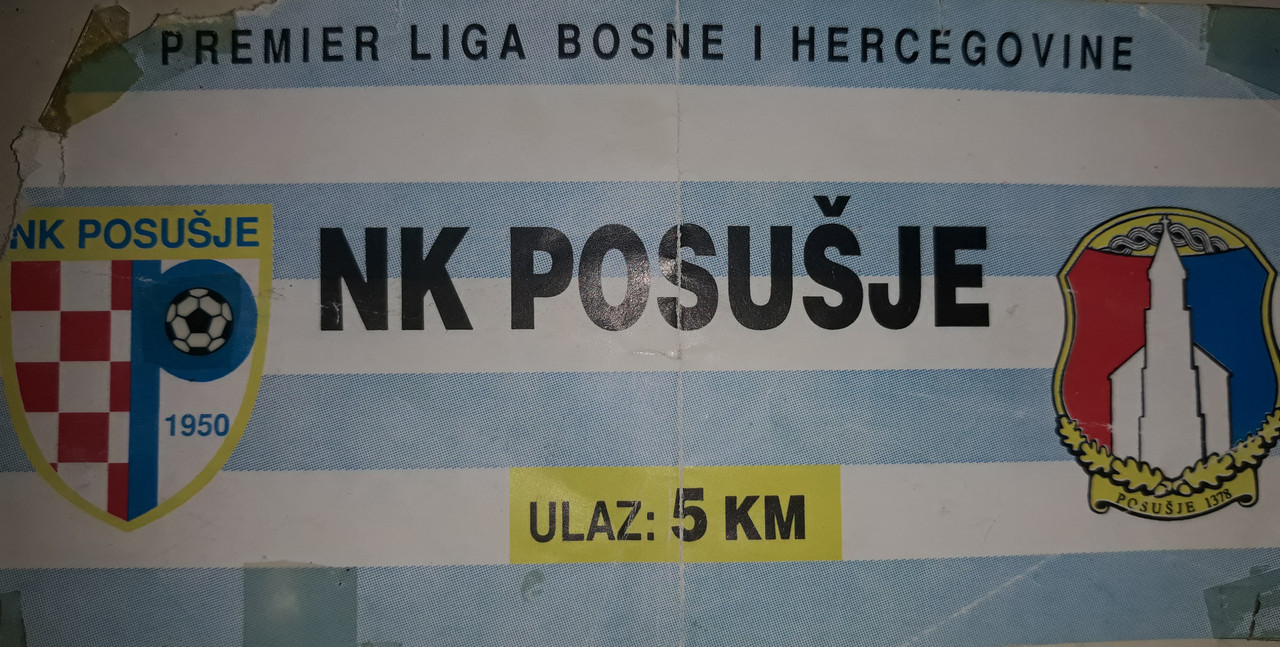 PREMIER LIGA BOSNE I HERCEGOVINE
NK POSUŠJE
1950
NK POSUŠJE
POSUŠJE 1378
ULAZ: 5 KM